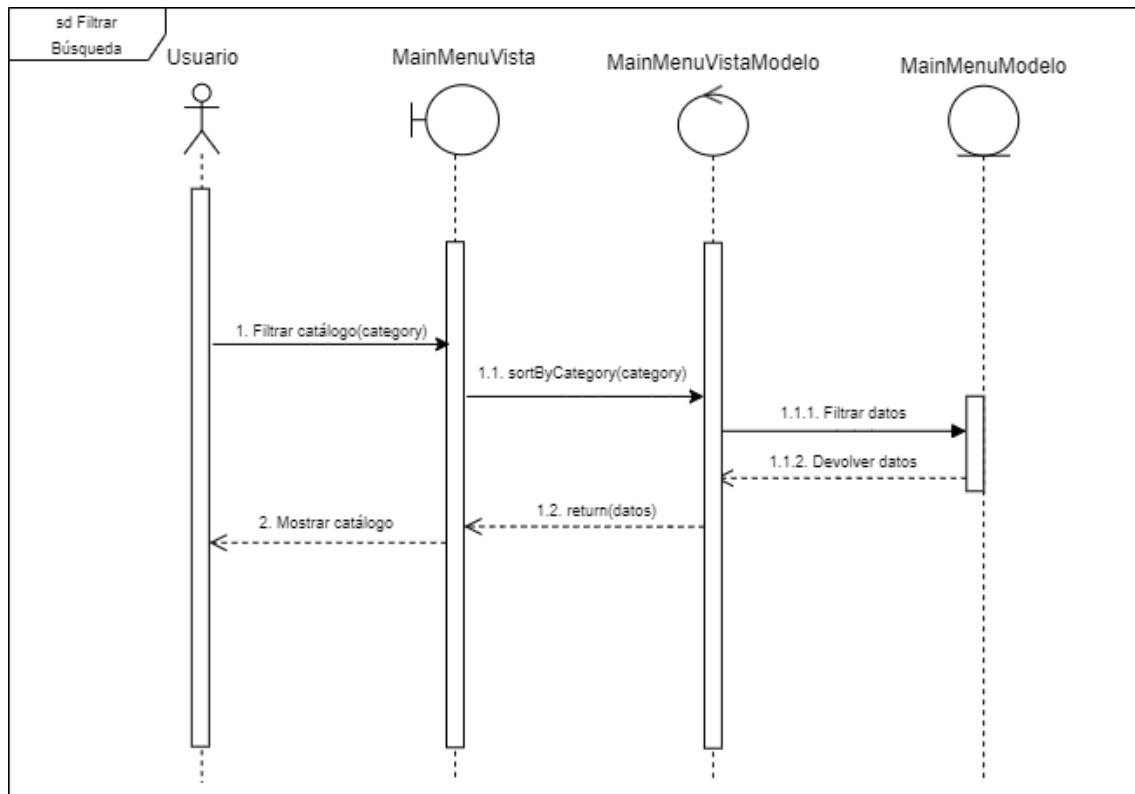 sd Filtrar
Búsqueda
Usuario
MainMenuVista
MainMenuVistaModelo
MainMenuModelo
1. Filtrar catálogo(category)
1.1. sortByCategory(category)
1.1.1. Filtrar datos
1.1.2. Devolver datos
1.2. return(datos)
2. Mostrar catálogo